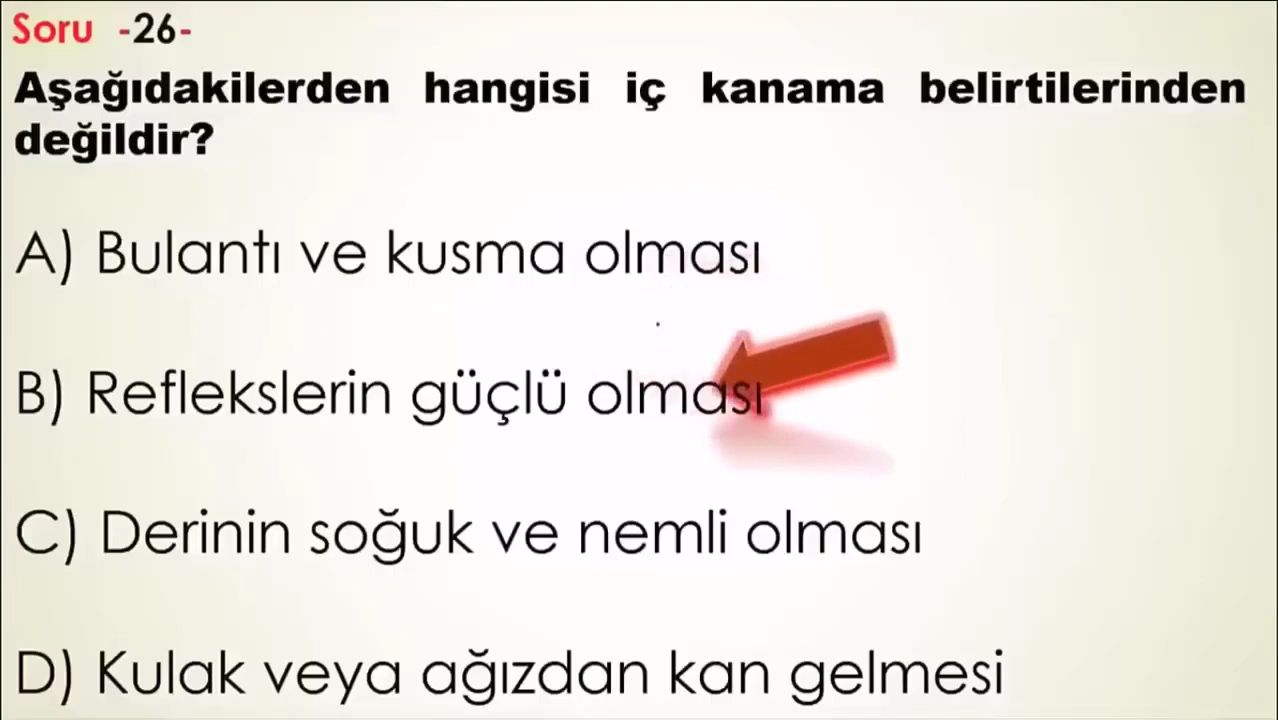 Soru -26-
Aşağıdakilerden hangisi iç kanama belirtilerinden
değildir?
A) Bulantı ve kusma olması
B) Reflekslerin güçlü olması
C) Derinin soğuk ve nemli olması
D) Kulak veya ağızdan kan gelmesi